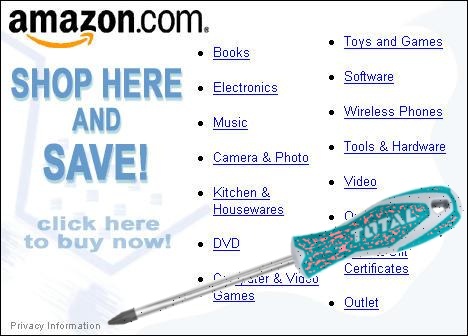 amazon.com.
SHOP HERE
AND
SAVE!
click here
to buy now!
Privacy Information
Books
Electronics
Music
Camera & Photo
Kitchen &
Housewares
DVD
& Video
Games
Toys and Games
Software
Wireless Phones
Tools & Hardware
Video
Certificates
Outlet
TOTAL